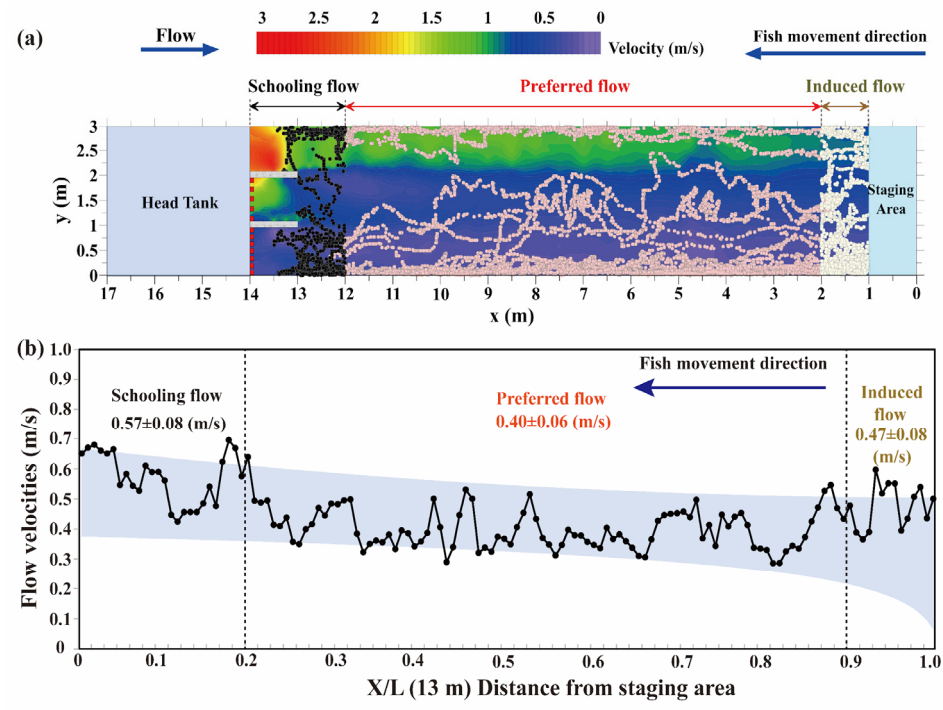 (a)
Flow
3 2.5 2 1.5 1 0.5 0
Velocity (m/s)
Fish movement direction
Schooling flow
Preferred flow
Induced flow
3
2.5
2
1.5
1
0.5
0
y (m)
Head Tank
Staging
Area
17 16 15 14 13 12 11 10 9 8 7 6 5 4 3 2 1 0
x (m)
(b)
1.0
0.9
0.8
0.7
0.6
0.5
0.4
0.3
0.2
0.1
0
Flow velocities (m/s)
Schooling flow
0.57±0.08 (m/s)
Preferred flow
0.40±0.06 (m/s)
Fish movement direction
Induced
flow
0.47±0.08
(m/s)
0 0.1 0.2 0.3 0.4 0.5 0.6 0.7 0.8 0.9 1.0
X/L (13 m) Distance from staging area